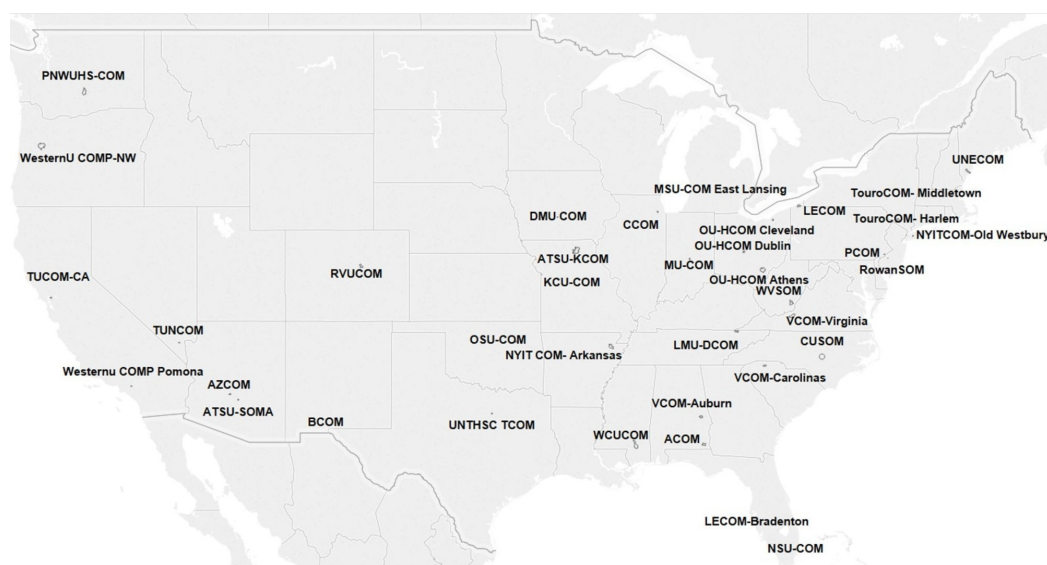 PNWUHS-COM
WesternU COMP-NW
UNECOM
MSU-COM East Lansing
TouroCOM- Middletown
DMU-COM
CCOM
LECOM
TouroCOM- Harlem
OU-HCOM Cleveland
NYITCOM-Old Westbury
OU-HCOM Dublin
ATSU-KCOM
PCOM
MU-COM
RowanSOM
TUCOM-CA
RVUCOM
KCU-COM
OU-HCOM Athens
WVSOM
TUNCOM
VCOM-Virginia
OSU-COM
LMU-DCOM
CUSOM
NYIT COM- Arkansas
Westernu COMP Pomona
VCOM-Carolinas
AZCOM
ATSU-SOMA
VCOM-Auburn
BCOM
UNTHSC TCOM
WCUCOM
ACOM
LECOM-Bradenton
NSU-COM